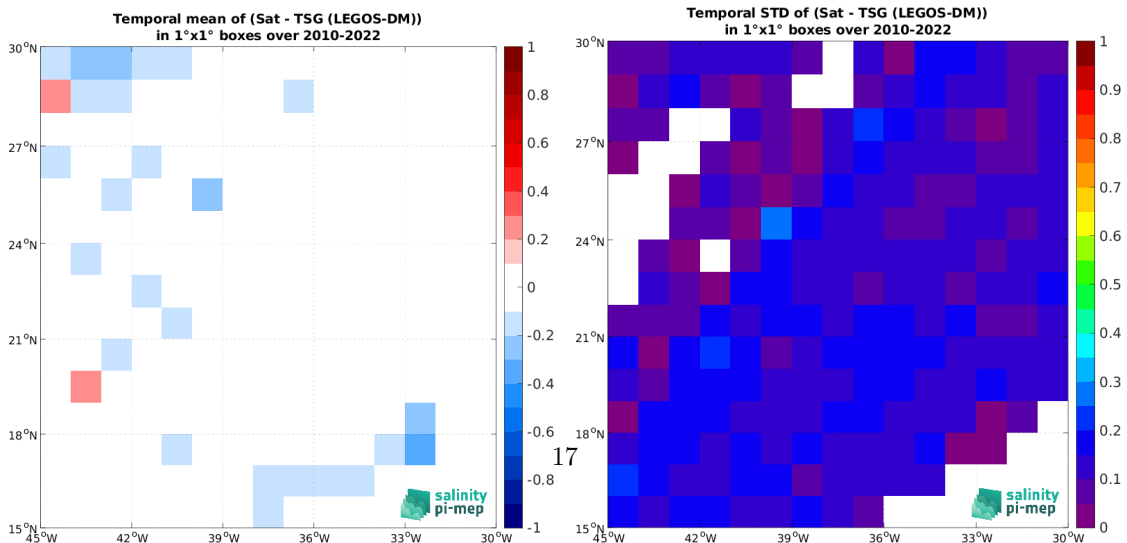 Temporal mean of (Sat - TSG (LEGOS-DM))
in 1°x1° boxes over 2010-2022
30°N
27°N
24°N
21°N
18°N
15°N
45°W
42°W
39°W
36°W
33°W
30°W
1
0.8
0.6
0.4
0.2
0
-0.2
-0.4
-0.6
-0.8
-1
salinity
pi-mep
17
Temporal STD of (Sat - TSG (LEGOS-DM))
in 1°x1° boxes over 2010-2022
30°N
27°N
24°N
21°N
18°N
15°N
45°W
42°W
39°W
36°W
33°W
30°W
1
0.9
0.8
0.7
0.6
0.5
0.4
0.3
0.2
0.1
0
salinity
pi-mep